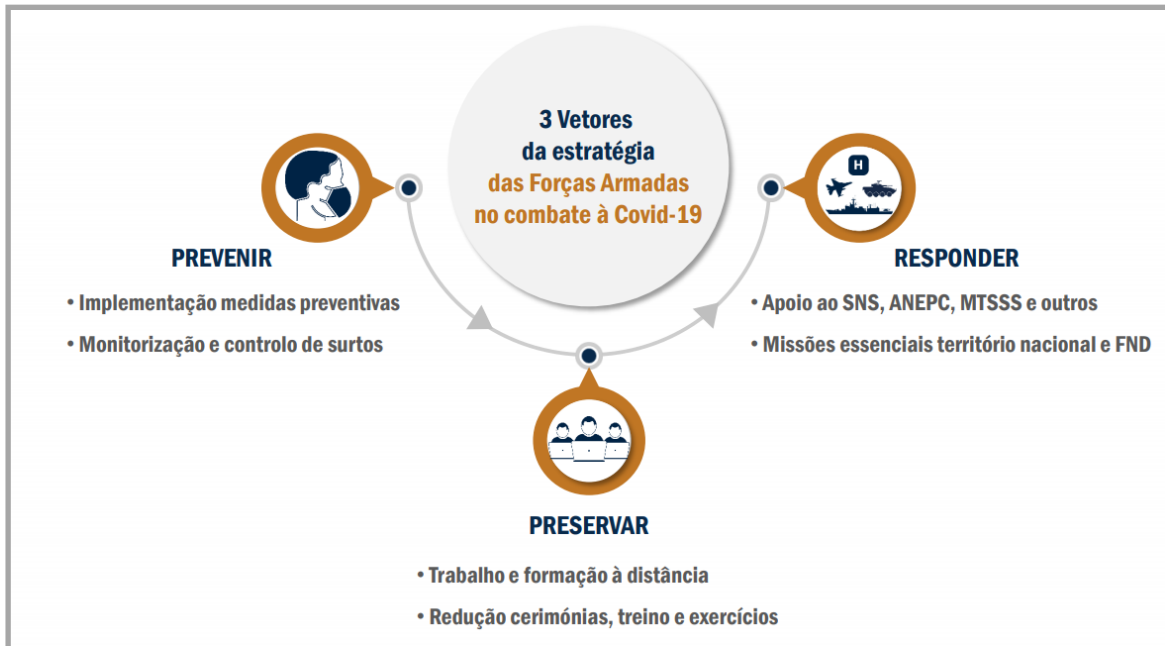 3 Vetores
da estratégia
das Forças Armadas
no combate à Covid-19
PREVENIR
• Implementação medidas preventivas
• Monitorização e controlo de surtos
PRESERVAR
• Trabalho e formação à distância
• Redução cerimónias, treino e exercícios
H
RESPONDER
• Apoio ao SNS, ANEPC, MTSSS e outros
• Missões essenciais território nacional e FND